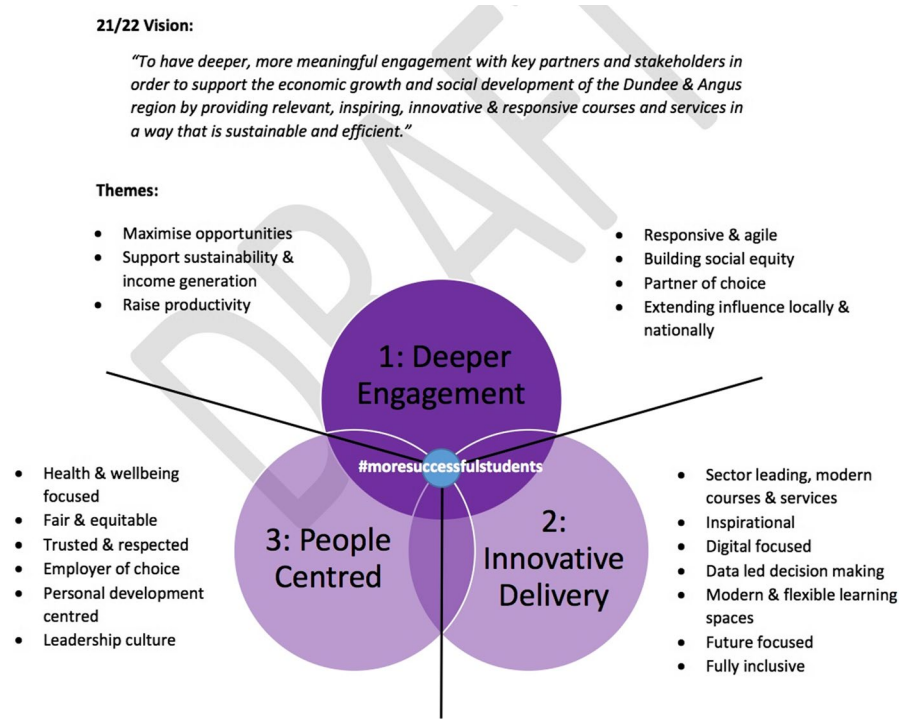 21/22 Vision:
“To have deeper, more meaningful engagement with key partners and stakeholders in
order to support the economic growth and social development of the Dundee & Angus
region by providing relevant, inspiring, innovative & responsive courses and services in
a way that is sustainable and efficient.”
DRAFT
Themes:
• Maximise opportunities
• Support sustainability &
income generation
• Raise productivity
• Responsive & agile
• Building social equity
• Partner of choice
• Extending influence locally &
nationally
1: Deeper
Engagement
#moresuccessfulstudents
• Health & wellbeing
focused
• Fair & equitable
• Trusted & respected
• Employer of choice
• Personal development
centred
• Leadership culture
3: People
Centred
2:
Innovative
Delivery
• Sector leading, modern
courses & services
• Inspirational
• Digital focused
• Data led decision making
• Modern & flexible learning
spaces
• Future focused
• Fully inclusive